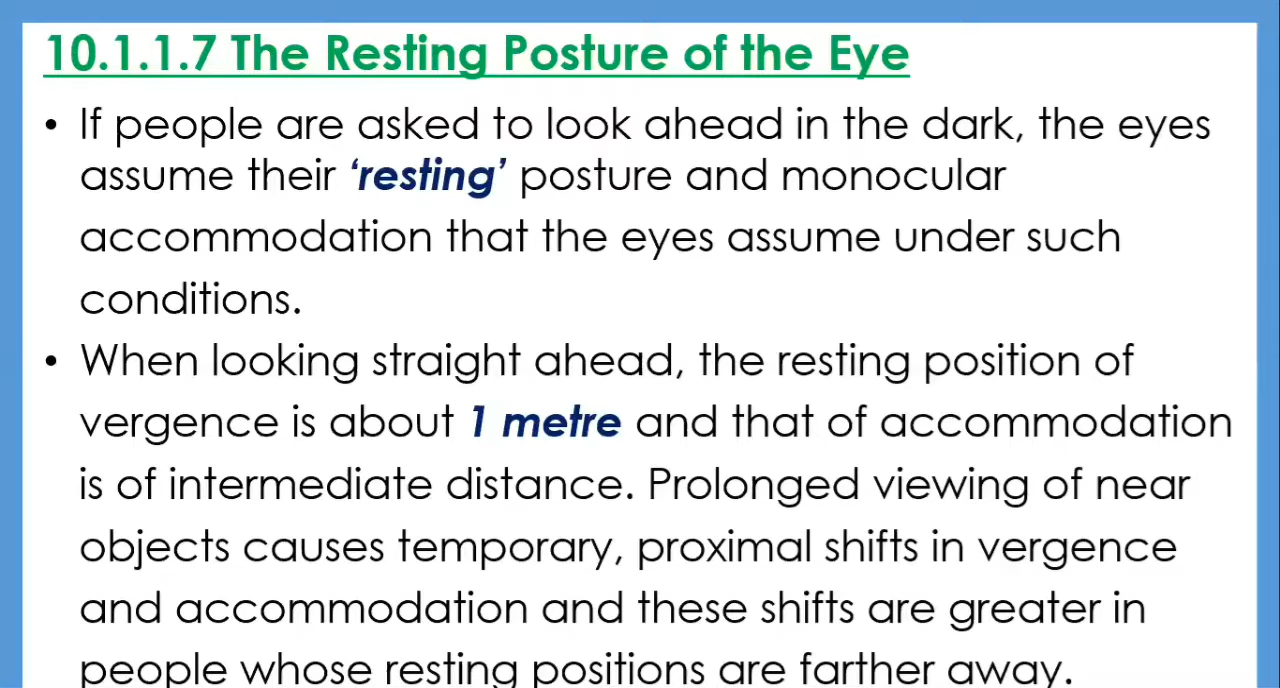 10.1.1.7 The Resting Posture of the Eye
• If people are asked to look ahead in the dark, the eyes
assume their ‘resting’ posture and monocular
accommodation that the eyes assume under such
conditions.
• When looking straight ahead, the resting position of
vergence is about 1 metre and that of accommodation
is of intermediate distance. Prolonged viewing of near
objects causes temporary, proximal shifts in vergence
and accommodation and these shifts are greater in
people whose resting positions are farther away.